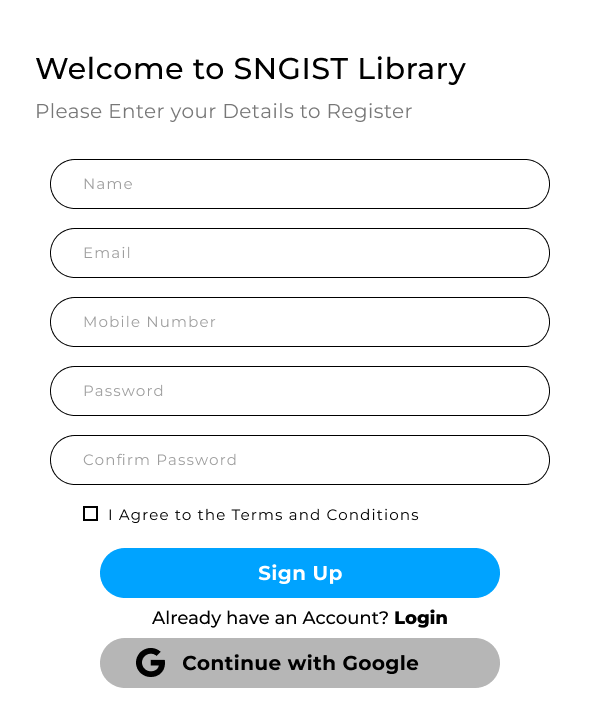 Welcome to SNGIST Library
Please Enter your Details to Register
Name
Email
Mobile Number
Password
Confirm Password
I Agree to the Terms and Conditions
Sign Up
Already have an Account? Login
Continue with Google